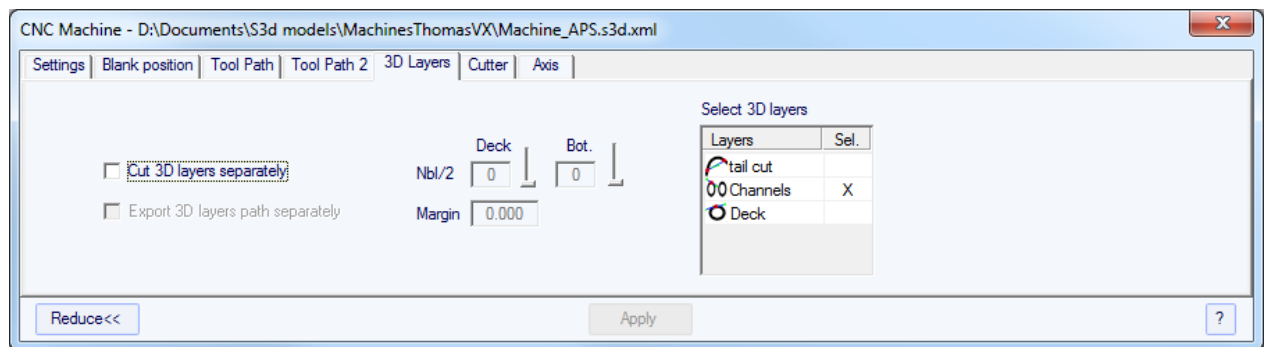 CNC Machine - D:\Documents\S3d models\MachinesThomasVX\Machine_APS.s3d.xml
X
Settings Blank position Tool Path Tool Path 2 3D Layers Cutter Axis
Select 3D layers
Layers Sel.
tail cut
Channels X
Deck
Deck Bot.
Cut 3D layers separately Nbl/2 0 0
Export 3D layers path separately Margin 0.000
Reduce<< Apply ?